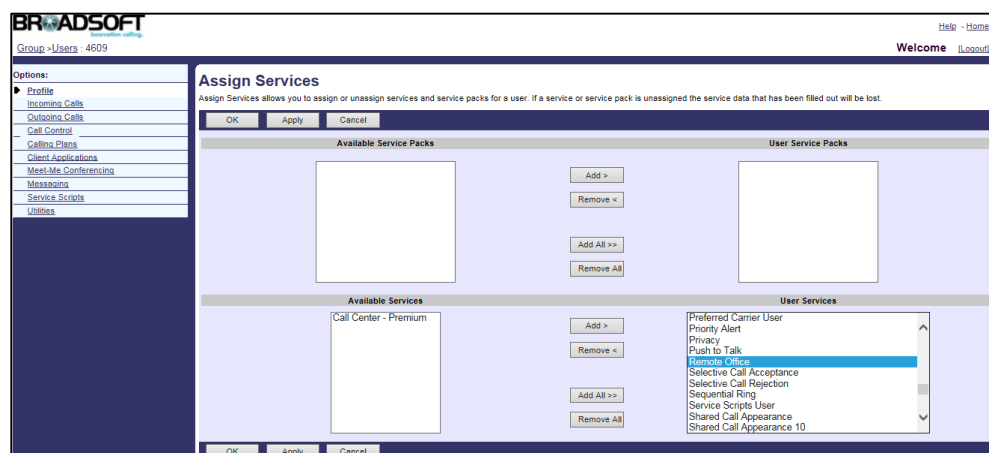 BROADSOFT
Innovation calling.
Help - Home
Group >Users : 4609
Welcome [Logout]
Options:
Profile
Incoming Calls
Outgoing Calls
Call Control
Calling Plans
Client Applications
Meet-Me Conferencing
Messaging
Service Scripts
Utilities
Assign Services
Assign Services allows you to assign or unassign services and service packs for a user. If a service or service pack is unassigned the service data that has been filled out will be lost.
OK Apply Cancel
Available Service Packs User Service Packs
Add >
Remove <
Add All >>
Remove All
Available Services User Services
Call Center - Premium
Add >
Remove <
Add All >>
Remove All
Preferred Carrier User
Priority Alert
Privacy
Push to Talk
Remote Office
Selective Call Acceptance
Selective Call Rejection
Sequential Ring
Service Scripts User
Shared Call Appearance
Shared Call Appearance 10
OK Apply Cancel